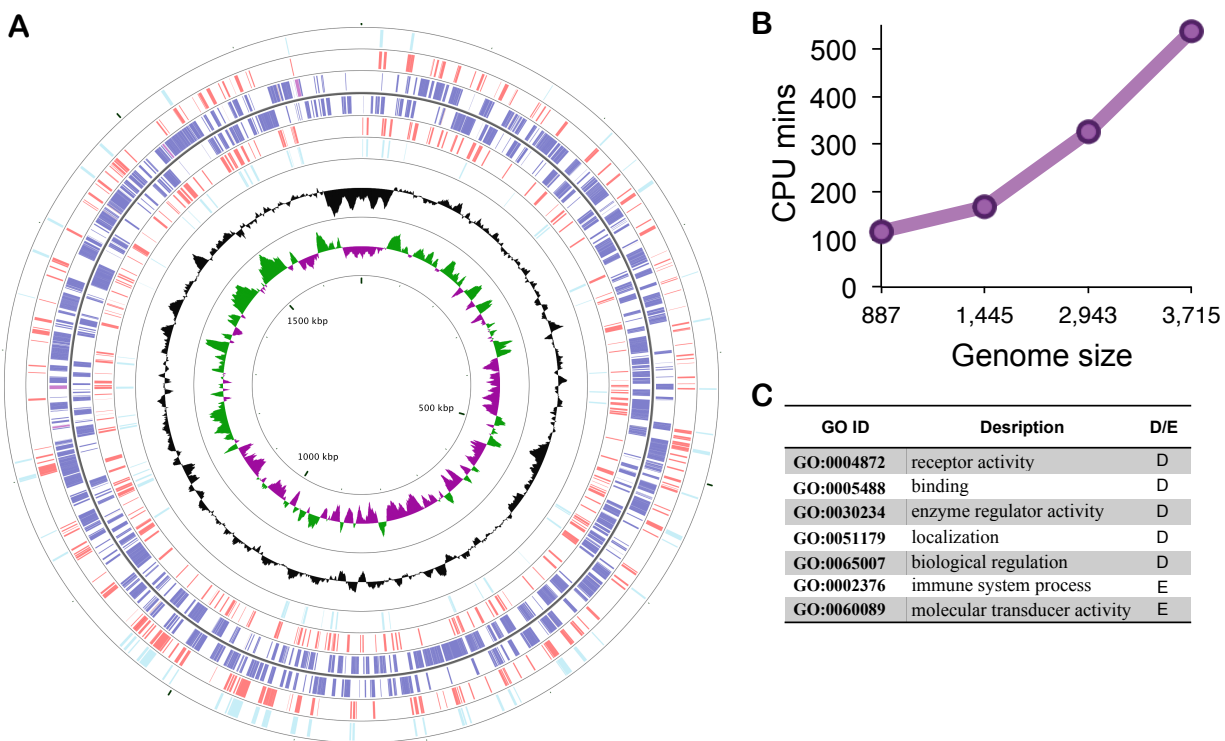 A
1500 kbp
500 kbp
1000 kbp
B
CPU mins
500
400
300
200
100
0
887 1,445 2,943 3,715
Genome size
C
GO ID Desription D/E
GO:0004872 receptor activity D
GO:0005488 binding D
GO:0030234 enzyme regulator activity D
GO:0051179 localization D
GO:0065007 biological regulation D
GO:0002376 immune system process E
GO:0060089 molecular transducer activity E